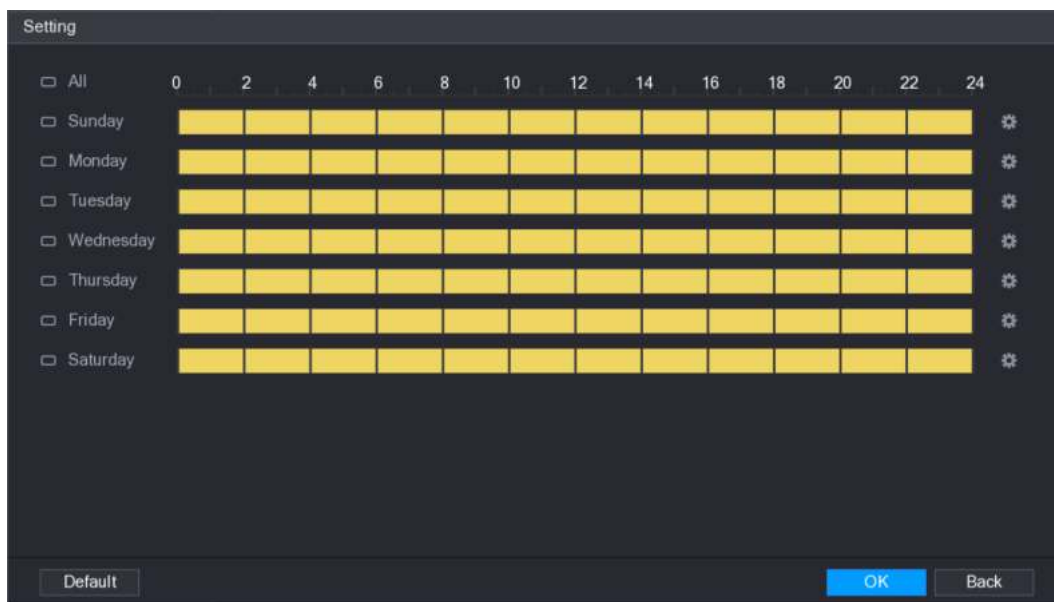 Setting
All 0 2 4 6 8 10 12 14 16 18 20 22 24
Sunday
Monday
Tuesday
Wednesday
Thursday
Friday
Saturday
Default OK Back